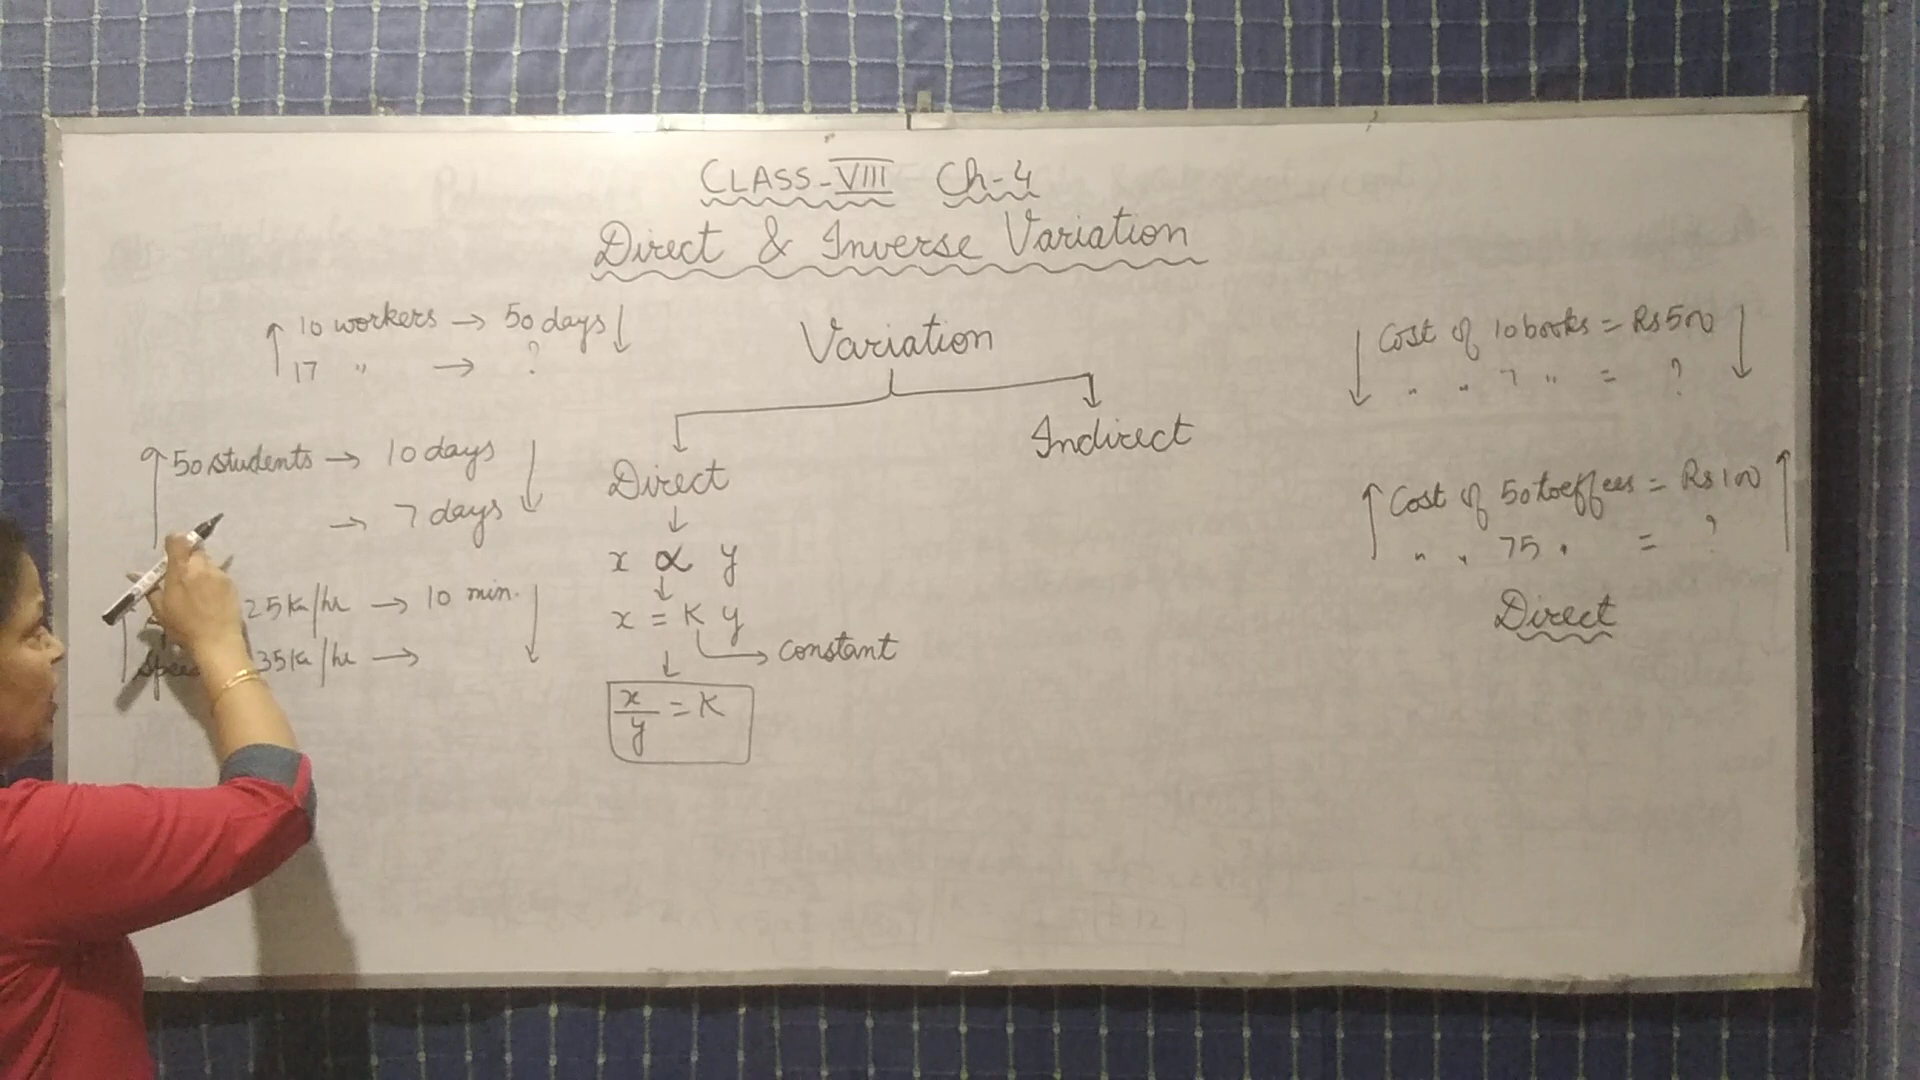 CLASS-VIII Ch-4
Direct & Inverse Variation
10 workers → 50 days
17 " → ?
50 students → 10 days
→ 7 days
25 Km/hr → 10 min.
35 Km/hr →
Variation
Direct
Indirect
x ∝ y
x = K y
constant
x/y = K
Cost of 10 books = Rs 500
" " 7 " = ?
Cost of 50 toeffees = Rs 100
" " 75 " = ?
Direct